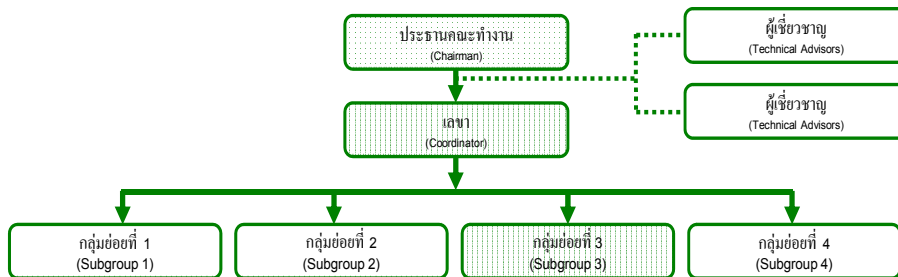 ประธานคณะทำงาน
(Chairman)
ผู้เชี่ยวชาญ
(Technical Advisors)
ผู้เชี่ยวชาญ
(Technical Advisors)
เลขา
(Coordinator)
กลุ่มย่อยที่ 1
(Subgroup 1)
กลุ่มย่อยที่ 2
(Subgroup 2)
กลุ่มย่อยที่ 3
(Subgroup 3)
กลุ่มย่อยที่ 4
(Subgroup 4)